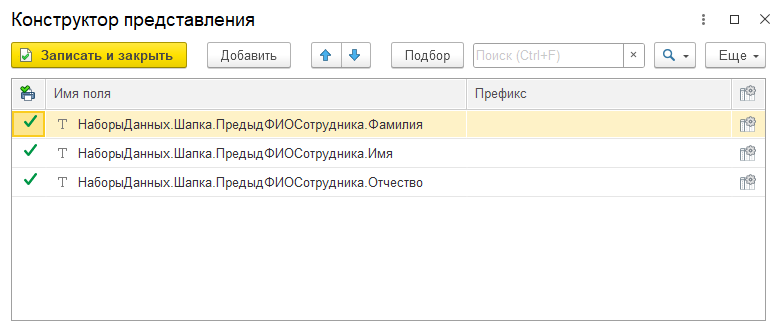 Конструктор представления
Записать и закрыть Добавить Подбор Поиск (Ctrl+F) × Еще
Имя поля Префикс
T НаборыДанных.Шапка.ПредыдФИОСотрудника.Фамилия
T НаборыДанных.Шапка.ПредыдФИОСотрудника.Имя
T НаборыДанных.Шапка.ПредыдФИОСотрудника.Отчество